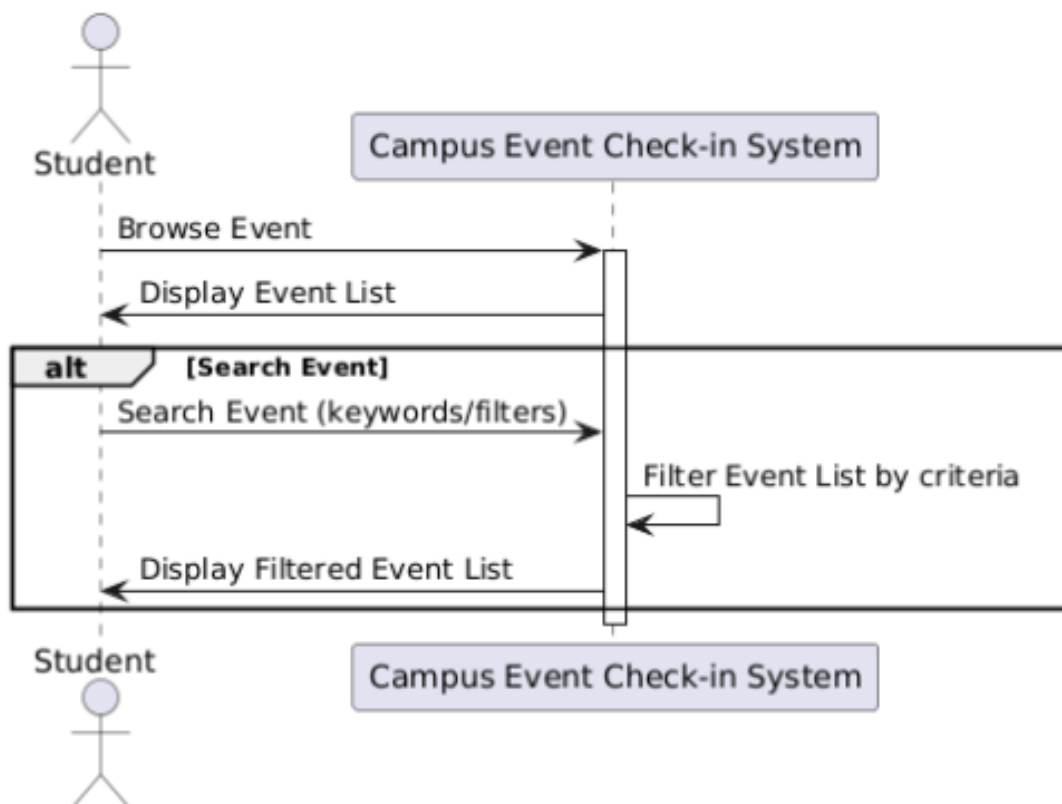 Student
Campus Event Check-in System
Browse Event
Display Event List
alt [Search Event]
Search Event (keywords/filters)
Filter Event List by criteria
Display Filtered Event List
Student
Campus Event Check-in System